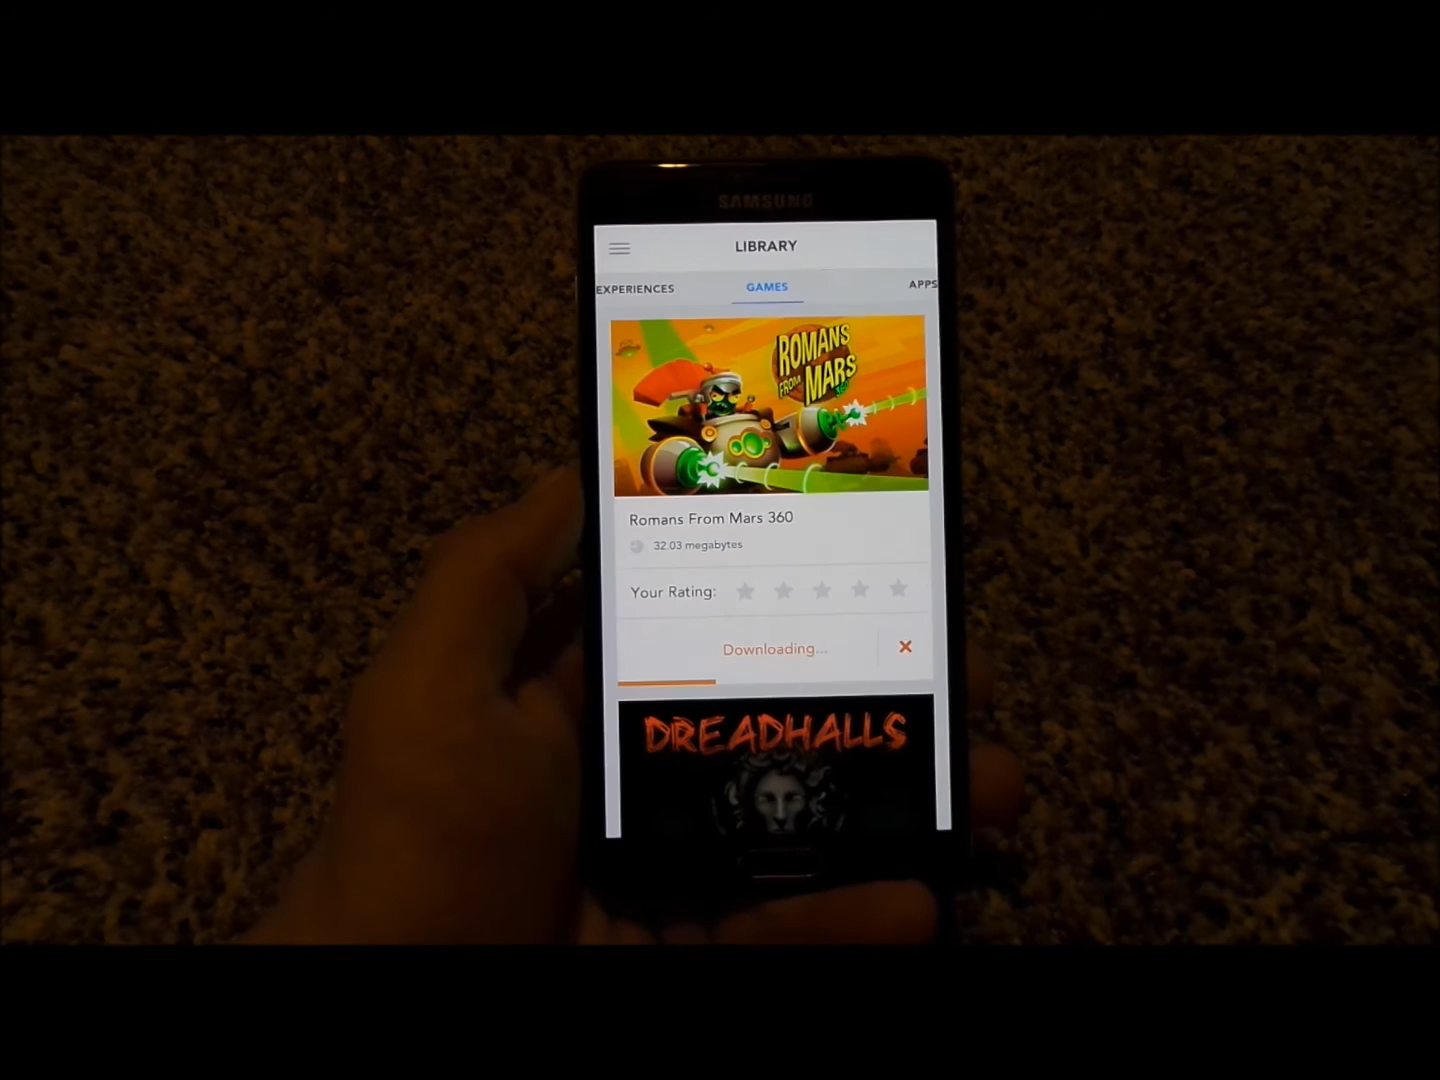 SAMSUNG
LIBRARY
EXPERIENCES
GAMES
APPS
ROMANS
FROM
MARS
360
Romans From Mars 360
32.03 megabytes
Your Rating:
Downloading...
DREADHALLS